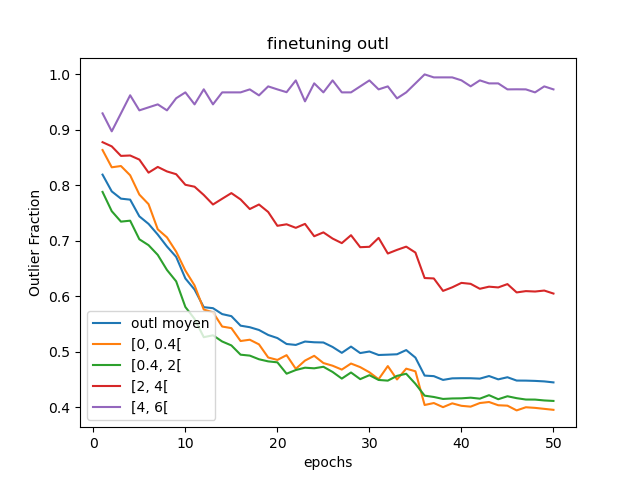 finetuning outl
Outlier Fraction
1.0
0.9
0.8
0.7
0.6
0.5
0.4
outl moyen
[0, 0.4[
[0.4, 2[
[2, 4[
[4, 6[
0 10 20 30 40 50
epochs